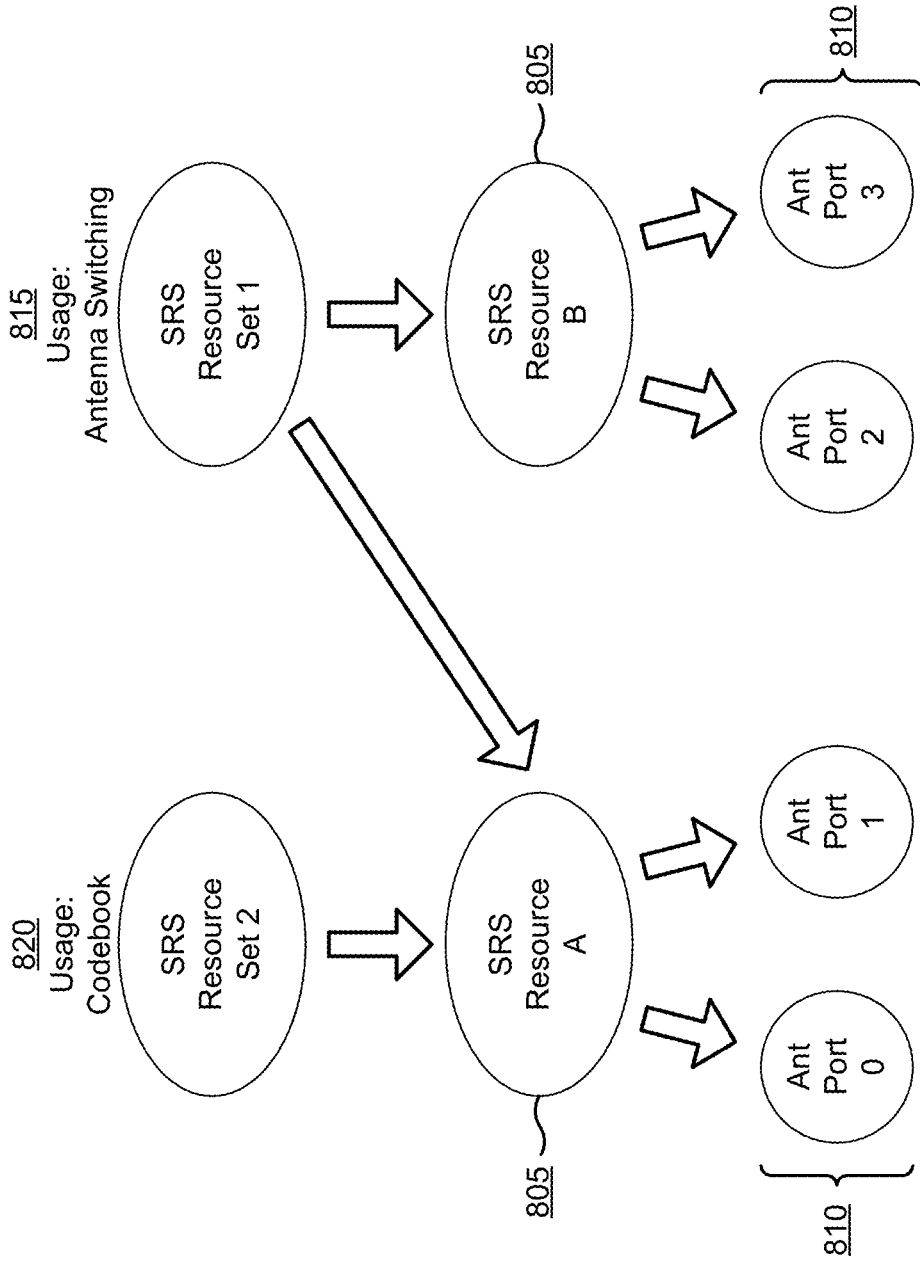 820
Usage:
Codebook
815
Usage:
Antenna Switching
SRS
Resource
Set 2
SRS
Resource
Set 1
805
SRS
Resource
A
SRS
Resource
B
805
810
Ant
Port
0
Ant
Port
1
Ant
Port
2
Ant
Port
3
810